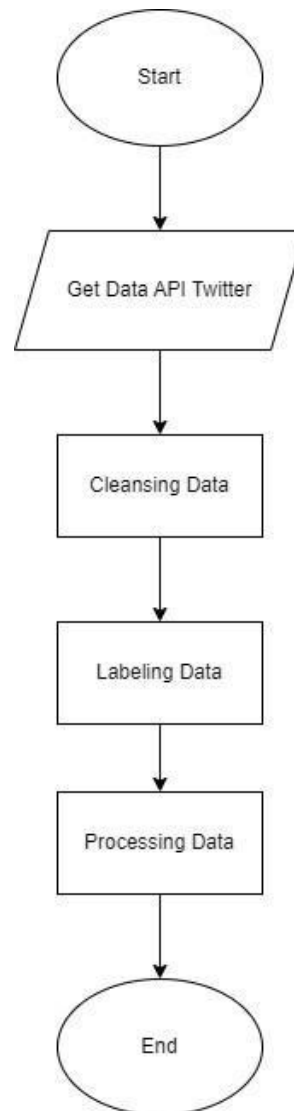 Start
Get Data API Twitter
Cleansing Data
Labeling Data
Processing Data
End